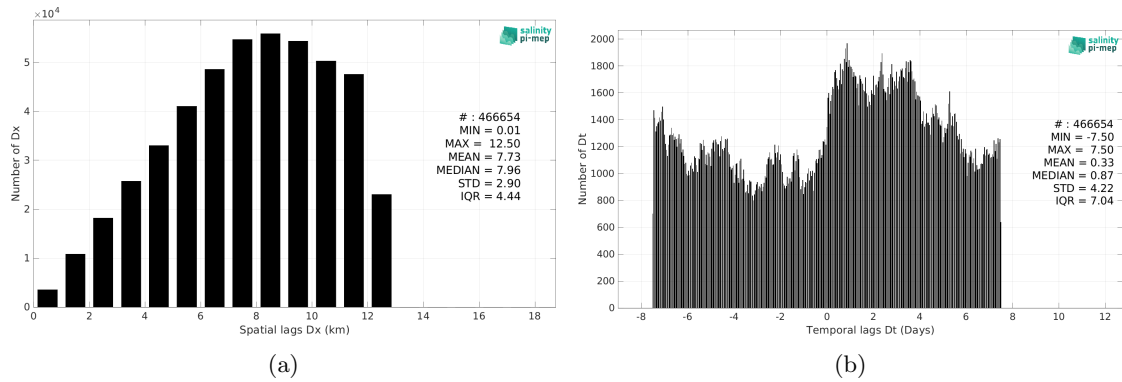 ×10⁴
salinity
pi-mep
5
4
3
2
1
0
Number of Dx
# : 466654
MIN = 0.01
MAX = 12.50
MEAN = 7.73
MEDIAN = 7.96
STD = 2.90
IQR = 4.44
0 2 4 6 8 10 12 14 16 18
Spatial lags Dx (km)
(a)
salinity
pi-mep
2000
1800
1600
1400
1200
1000
800
600
400
200
0
Number of Dt
# : 466654
MIN = -7.50
MAX = 7.50
MEAN = 0.33
MEDIAN = 0.87
STD = 4.22
IQR = 7.04
-8 -6 -4 -2 0 2 4 6 8 10 12
Temporal lags Dt (Days)
(b)